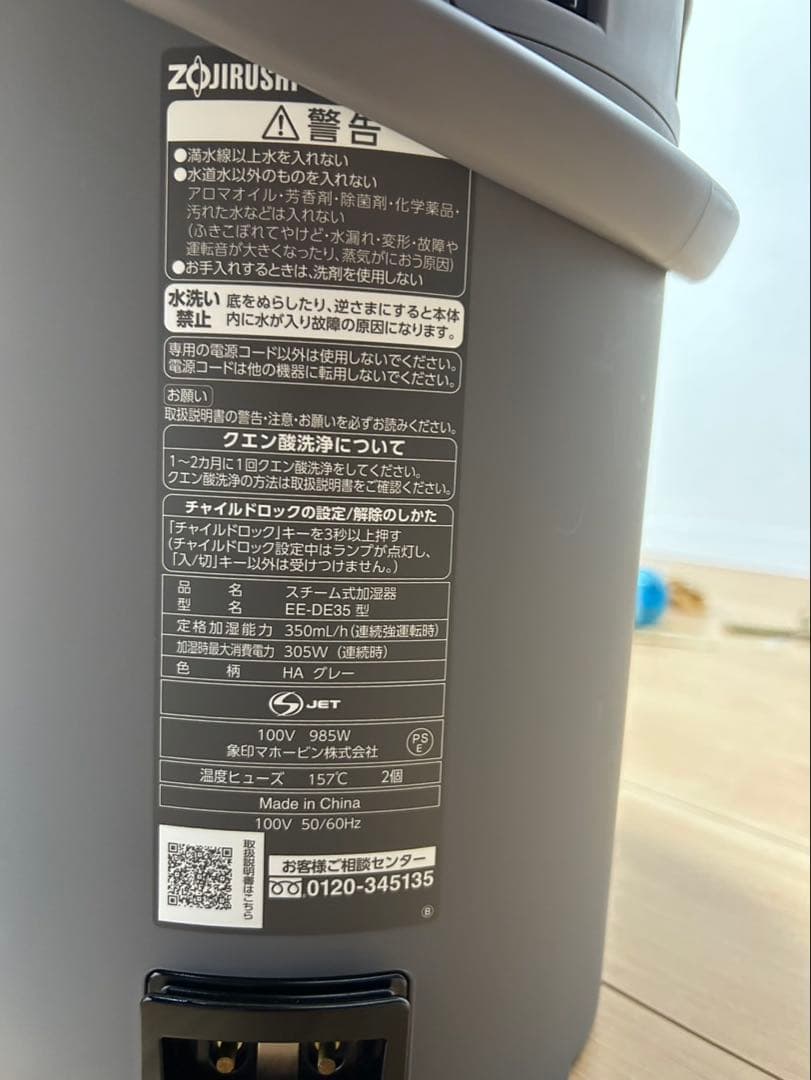 ZOJIRUSHI
警告
●満水線以上水を入れない
●水道水以外のものを入れない
アロマオイル・芳香剤・除菌剤・化学薬品・
汚れた水などは入れない
(ふきこぼれてやけど・水漏れ・変形・故障や
運転音が大きくなったり、蒸気がにおう原因)
●お手入れするときは、洗剤を使用しない
水洗い 底をぬらしたり、逆さまにすると本体
禁止 内に水が入り故障の原因になります。
専用の電源コード以外は使用しないでください。
電源コードは他の機器に転用しないでください。
お願い
取扱説明書の警告・注意・お願いを必ずお読みください。
クエン酸洗浄について
1～2カ月に1回クエン酸洗浄をしてください。
クエン酸洗浄の方法は取扱説明書をご確認ください。
チャイルドロックの設定/解除のしかた
「チャイルドロック」キーを3秒以上押す
(チャイルドロック設定中はランプが点灯し、
「入/切」キー以外は受けつけません。)
品名 スチーム式加湿器
型名 EE-DE35 型
定格加湿能力 350mL/h(連続強運転時)
加湿時最大消費電力 305W (連続時)
色柄 HA グレー
S JET
100V 985W
象印マホービン株式会社
PS
E
温度ヒューズ 157℃ 2個
Made in China
100V 50/60Hz
取扱説明書はこちら
お客様ご相談センター
0120-345135
B